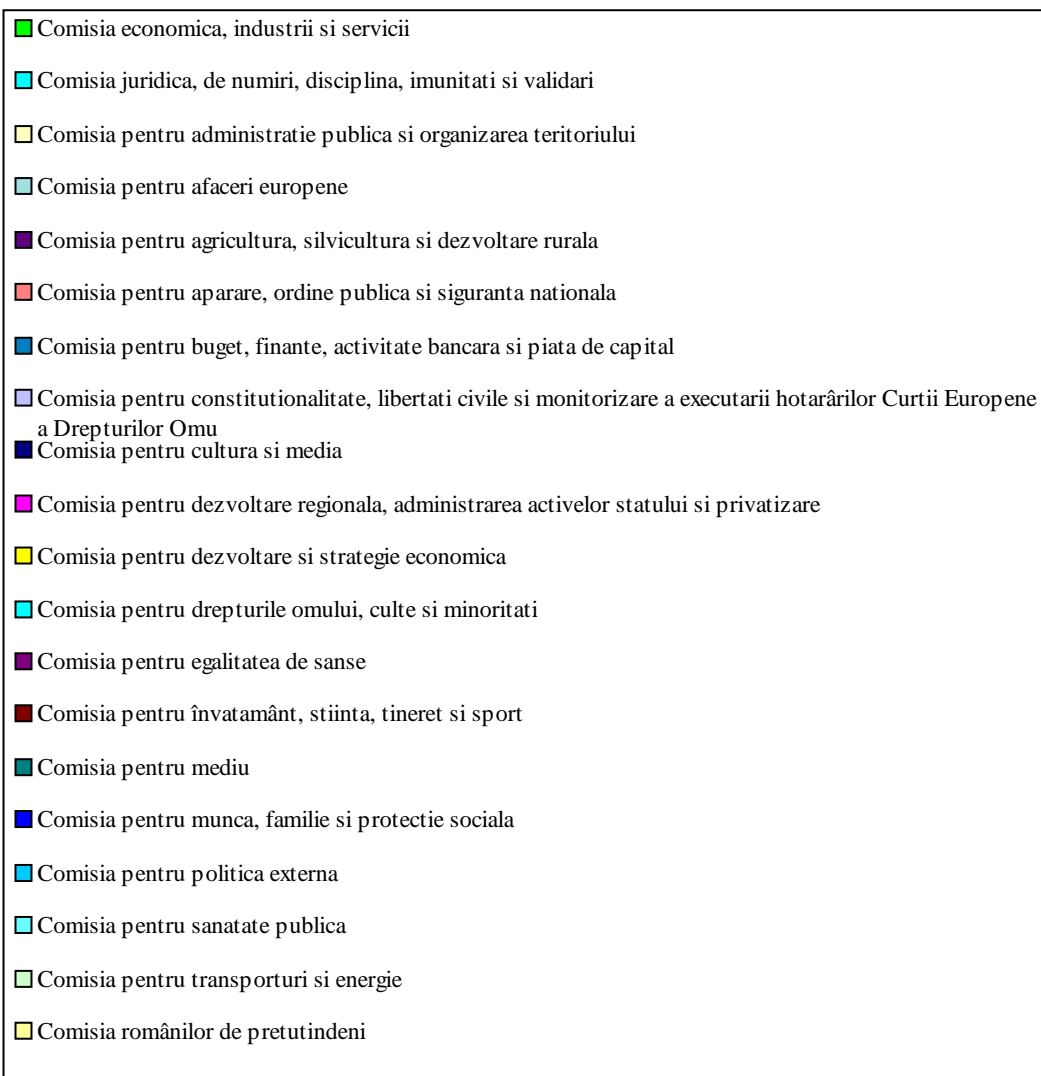 Comisia economica, industrii si servicii
Comisia juridica, de numiri, disciplina, imunitati si validari
Comisia pentru administratie publica si organizarea teritoriului
Comisia pentru afaceri europene
Comisia pentru agricultura, silvicultura si dezvoltare rurala
Comisia pentru aparare, ordine publica si siguranta nationala
Comisia pentru buget, finante, activitate bancara si piata de capital
Comisia pentru constitutionalitate, libertati civile si monitorizare a executarii hotarârilor Curtii Europene
a Drepturilor Omu
Comisia pentru cultura si media
Comisia pentru dezvoltare regionala, administrarea activelor statului si privatizare
Comisia pentru dezvoltare si strategie economica
Comisia pentru drepturile omului, culte si minoritati
Comisia pentru egalitatea de sanse
Comisia pentru învatamânt, stiinta, tineret si sport
Comisia pentru mediu
Comisia pentru munca, familie si protectie sociala
Comisia pentru politica externa
Comisia pentru sanatate publica
Comisia pentru transporturi si energie
Comisia românilor de pretutindeni